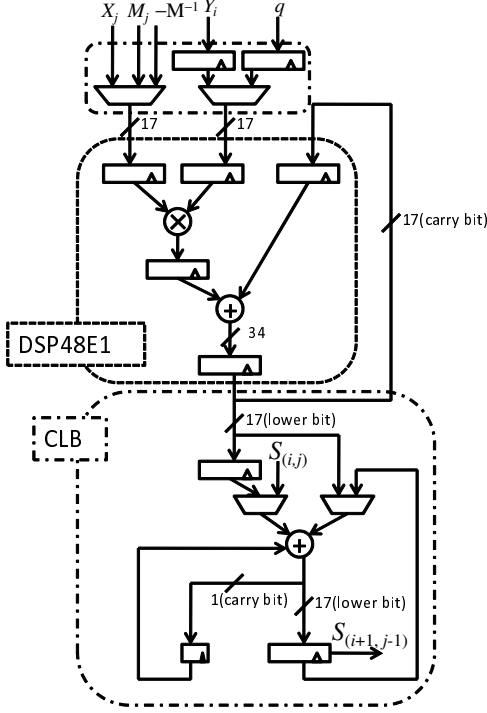 X_j M_j −M^{-1} Y_i q
17 17
17(carry bit)
34
DSP48E1
17(lower bit)
CLB
S_{(i,j)}
1(carry bit)
17(lower bit)
S_{(i+1, j-1)}